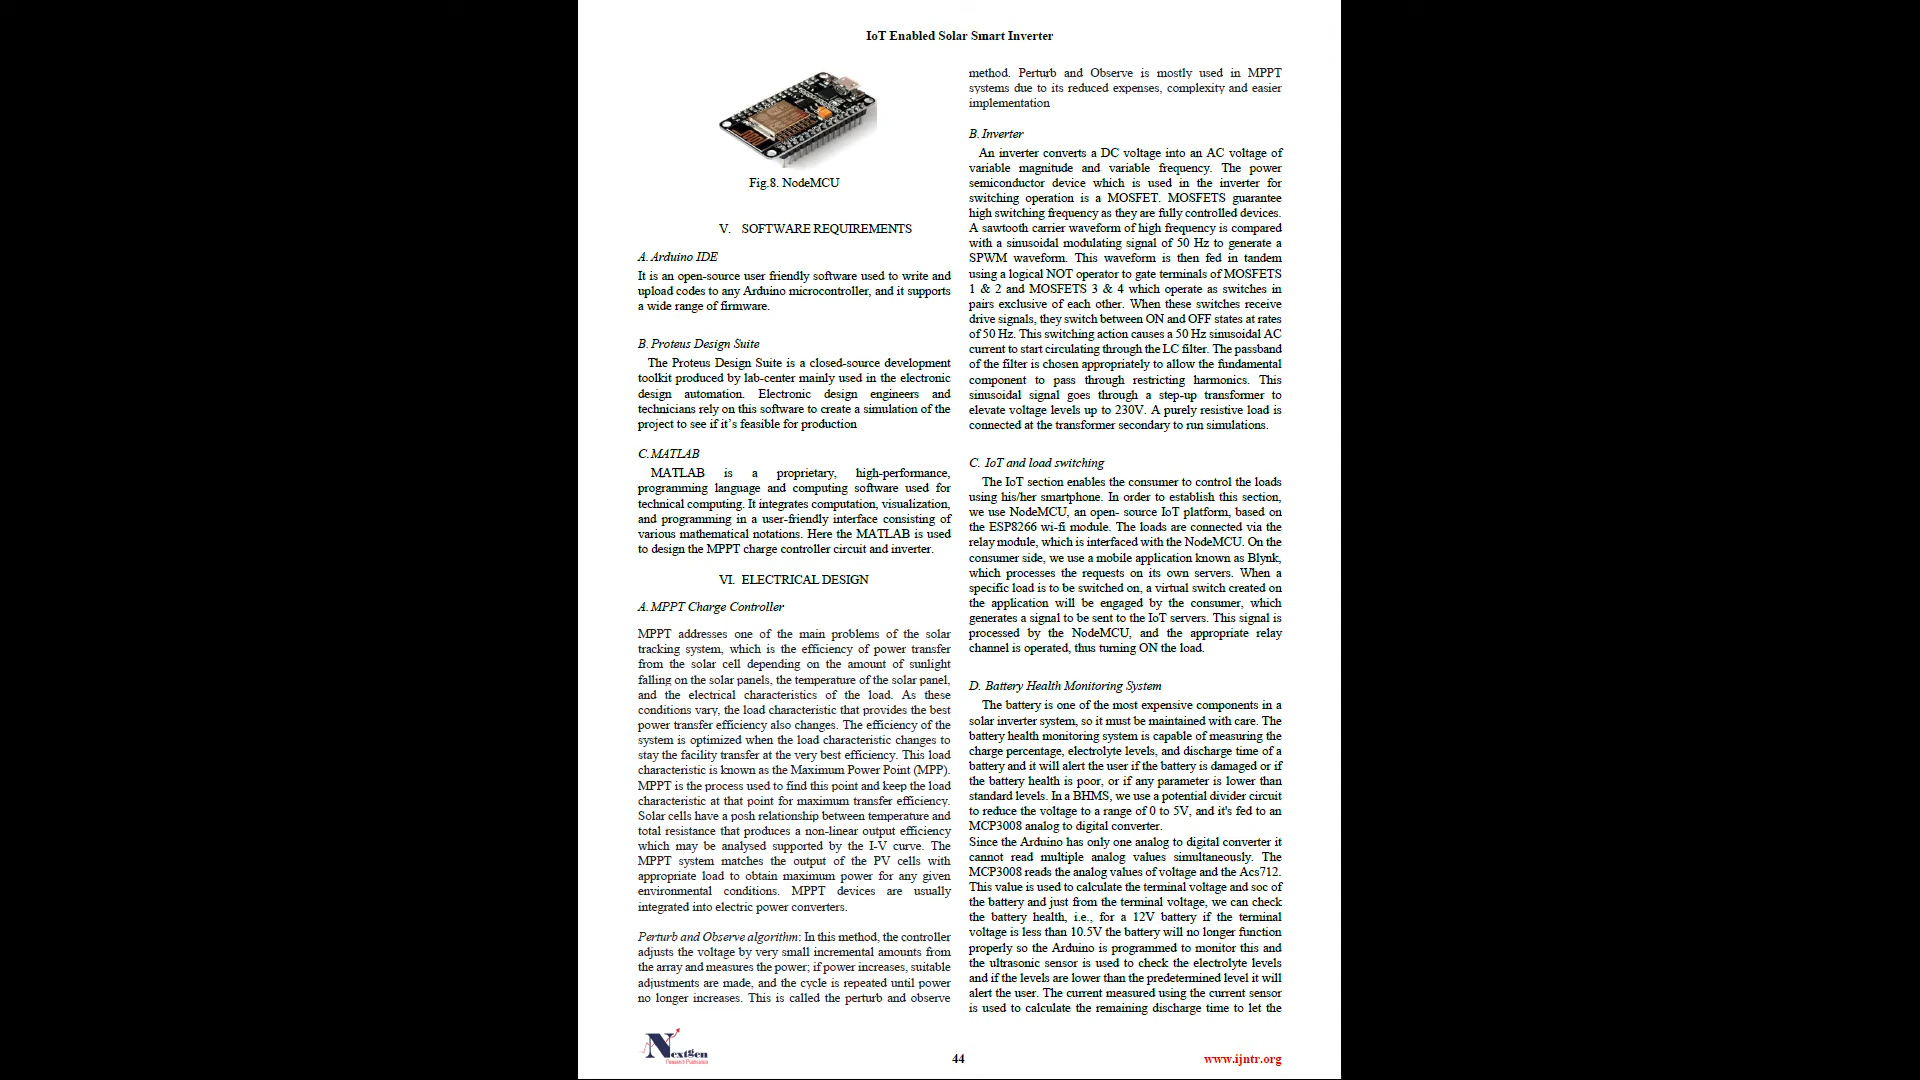 IoT Enabled Solar Smart Inverter
Fig.8. NodeMCU
V. SOFTWARE REQUIREMENTS
A. Arduino IDE
It is an open-source user friendly software used to write and
upload codes to any Arduino microcontroller, and it supports
a wide range of firmware.
B. Proteus Design Suite
The Proteus Design Suite is a closed-source development
toolkit produced by lab-center mainly used in the electronic
design automation. Electronic design engineers and
technicians rely on this software to create a simulation of the
project to see if it's feasible for production
C. MATLAB
MATLAB is a proprietary, high-performance,
programming language and computing software used for
technical computing. It integrates computation, visualization,
and programming in a user-friendly interface consisting of
various mathematical notations. Here the MATLAB is used
to design the MPPT charge controller circuit and inverter.
VI. ELECTRICAL DESIGN
A. MPPT Charge Controller
MPPT addresses one of the main problems of the solar
tracking system, which is the efficiency of power transfer
from the solar cell depending on the amount of sunlight
falling on the solar panels, the temperature of the solar panel,
and the electrical characteristics of the load. As these
conditions vary, the load characteristic that provides the best
power transfer efficiency also changes. The efficiency of the
system is optimized when the load characteristic changes to
stay the facility transfer at the very best efficiency. This load
characteristic is known as the Maximum Power Point (MPP).
MPPT is the process used to find this point and keep the load
characteristic at that point for maximum transfer efficiency.
Solar cells have a posh relationship between temperature and
total resistance that produces a non-linear output efficiency
which may be analysed supported by the I-V curve. The
MPPT system matches the output of the PV cells with
appropriate load to obtain maximum power for any given
environmental conditions. MPPT devices are usually
integrated into electric power converters.
Perturb and Observe algorithm: In this method, the controller
adjusts the voltage by very small incremental amounts from
the array and measures the power; if power increases, suitable
adjustments are made, and the cycle is repeated until power
no longer increases. This is called the perturb and observe
method. Perturb and Observe is mostly used in MPPT
systems due to its reduced expenses, complexity and easier
implementation
B. Inverter
An inverter converts a DC voltage into an AC voltage of
variable magnitude and variable frequency. The power
semiconductor device which is used in the inverter for
switching operation is a MOSFET. MOSFETS guarantee
high switching frequency as they are fully controlled devices.
A sawtooth carrier waveform of high frequency is compared
with a sinusoidal modulating signal of 50 Hz to generate a
SPWM waveform. This waveform is then fed in tandem
using a logical NOT operator to gate terminals of MOSFETS
1 & 2 and MOSFETS 3 & 4 which operate as switches in
pairs exclusive of each other. When these switches receive
drive signals, they switch between ON and OFF states at rates
of 50 Hz. This switching action causes a 50 Hz sinusoidal AC
current to start circulating through the LC filter. The passband
of the filter is chosen appropriately to allow the fundamental
component to pass through restricting harmonics. This
sinusoidal signal goes through a step-up transformer to
elevate voltage levels up to 230V. A purely resistive load is
connected at the transformer secondary to run simulations.
C. IoT and load switching
The IoT section enables the consumer to control the loads
using his/her smartphone. In order to establish this section,
we use NodeMCU, an open- source IoT platform, based on
the ESP8266 wi-fi module. The loads are connected via the
relay module, which is interfaced with the NodeMCU. On the
consumer side, we use a mobile application known as Blynk,
which processes the requests on its own servers. When a
specific load is to be switched on, a virtual switch created on
the application will be engaged by the consumer, which
generates a signal to be sent to the IoT servers. This signal is
processed by the NodeMCU, and the appropriate relay
channel is operated, thus turning ON the load.
D. Battery Health Monitoring System
The battery is one of the most expensive components in a
solar inverter system, so it must be maintained with care. The
battery health monitoring system is capable of measuring the
charge percentage, electrolyte levels, and discharge time of a
battery and it will alert the user if the battery is damaged or if
the battery health is poor, or if any parameter is lower than
standard levels. In a BHMS, we use a potential divider circuit
to reduce the voltage to a range of 0 to 5V, and it's fed to an
MCP3008 analog to digital converter.
Since the Arduino has only one analog to digital converter it
cannot read multiple analog values simultaneously. The
MCP3008 reads the analog values of voltage and the Acs712.
This value is used to calculate the terminal voltage and soc of
the battery and just from the terminal voltage, we can check
the battery health, i.e., for a 12V battery if the terminal
voltage is less than 10.5V the battery will no longer function
properly so the Arduino is programmed to monitor this and
the ultrasonic sensor is used to check the electrolyte levels
and if the levels are lower than the predetermined level it will
alert the user. The current measured using the current sensor
is used to calculate the remaining discharge time to let the
Nextgen
Research Publication
44
www.ijntr.org